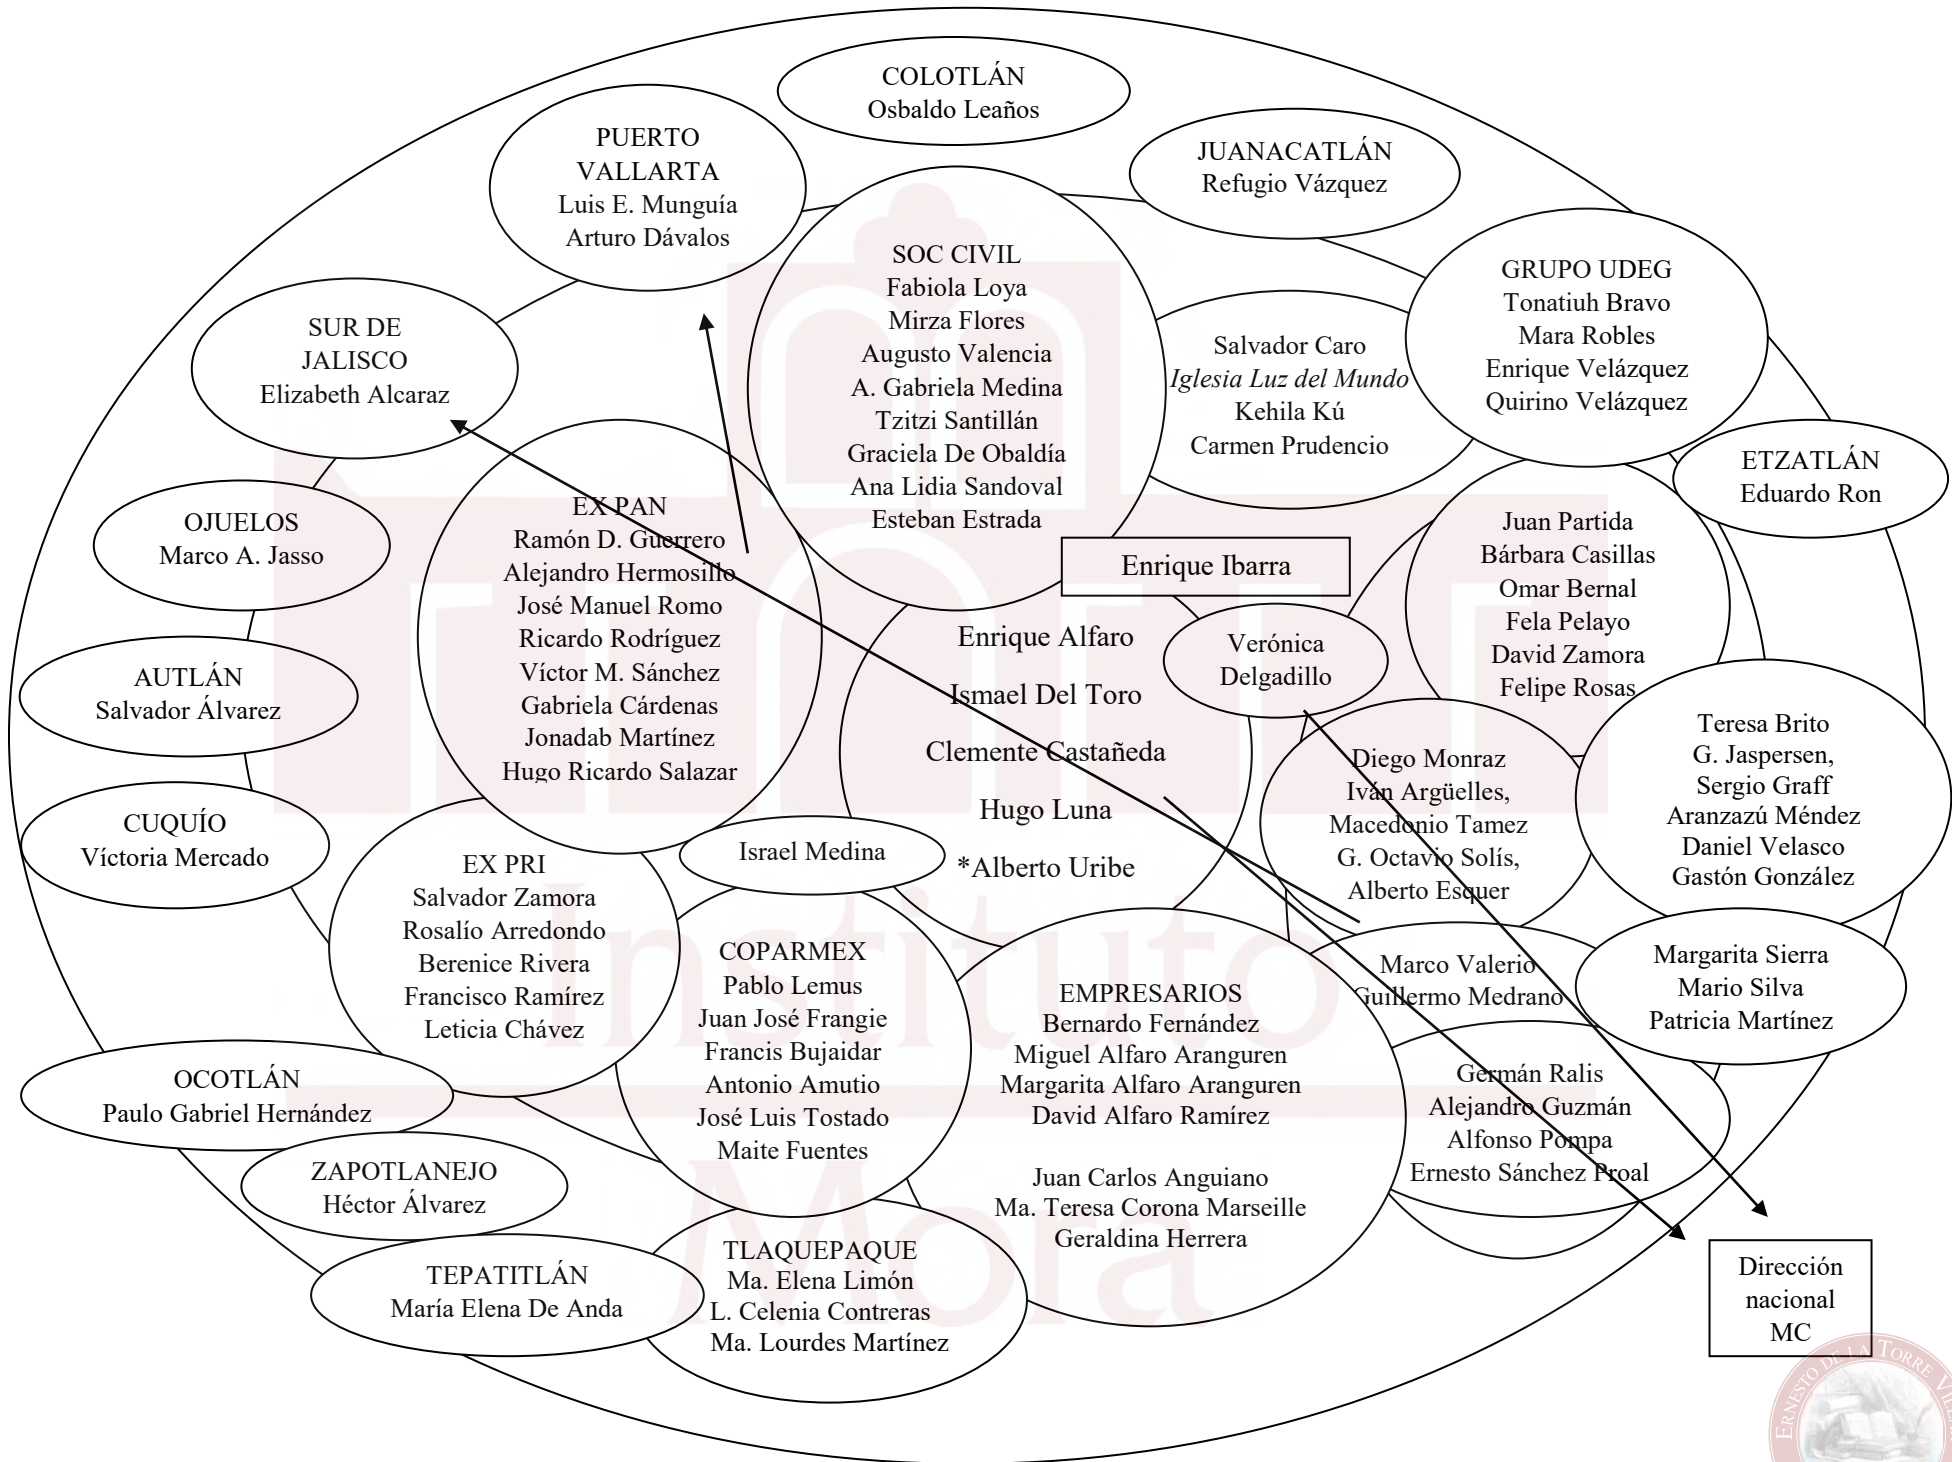 COLOTLÁN
Osbaldo Leaños
PUERTO
VALLARTA
Luis E. Munguía
Arturo Dávalos
JUANACATLÁN
Refugio Vázquez
SOC CIVIL
Fabiola Loya
Mirza Flores
Augusto Valencia
A. Gabriela Medina
Tzitzi Santillán
Graciela De Obaldía
Ana Lidia Sandoval
Esteban Estrada
GRUPO UDEG
Tonatiuh Bravo
Mara Robles
Enrique Velázquez
Quirino Velázquez
SUR DE
JALISCO
Elizabeth Alcaraz
Salvador Caro
Iglesia Luz del Mundo
Kehila Kú
Carmen Prudencio
ETZATLÁN
Eduardo Ron
OJUELOS
Marco A. Jasso
EX PAN
Ramón D. Guerrero
Alejandro Hermosillo
José Manuel Romo
Ricardo Rodríguez
Víctor M. Sánchez
Gabriela Cárdenas
Jonadab Martínez
Hugo Ricardo Salazar
Juan Partida
Bárbara Casillas
Omar Bernal
Fela Pelayo
David Zamora
Felipe Rosas
Enrique Ibarra
Enrique Alfaro
Ismael Del Toro
Clemente Castañeda
Hugo Luna
*Alberto Uribe
Verónica
Delgadillo
AUTLÁN
Salvador Álvarez
Teresa Brito
G. Jaspersen,
Sergio Graff
Aranzazú Méndez
Daniel Velasco
Gastón González
Diego Monraz
Iván Argüelles,
Macedonio Tamez
G. Octavio Solís,
Alberto Esquer
CUQUÍO
Víctoria Mercado
Israel Medina
EX PRI
Salvador Zamora
Rosalío Arredondo
Berenice Rivera
Francisco Ramírez
Leticia Chávez
COPARMEX
Pablo Lemus
Juan José Frangie
Francis Bujaidar
Antonio Amutio
José Luis Tostado
Maite Fuentes
EMPRESARIOS
Bernardo Fernández
Miguel Alfaro Aranguren
Margarita Alfaro Aranguren
David Alfaro Ramírez
Juan Carlos Anguiano
Ma. Teresa Corona Marseille
Geraldina Herrera
Marco Valerio
Guillermo Medrano
Margarita Sierra
Mario Silva
Patricia Martínez
Germán Ralis
Alejandro Guzmán
Alfonso Pompa
Ernesto Sánchez Proal
OCOTLÁN
Paulo Gabriel Hernández
ZAPOTLANEJO
Héctor Álvarez
TEPATITLÁN
María Elena De Anda
TLAQUEPAQUE
Ma. Elena Limón
L. Celenia Contreras
Ma. Lourdes Martínez
Dirección
nacional
MC
Instituto
Mora
ERNESTO DE LA TORRE